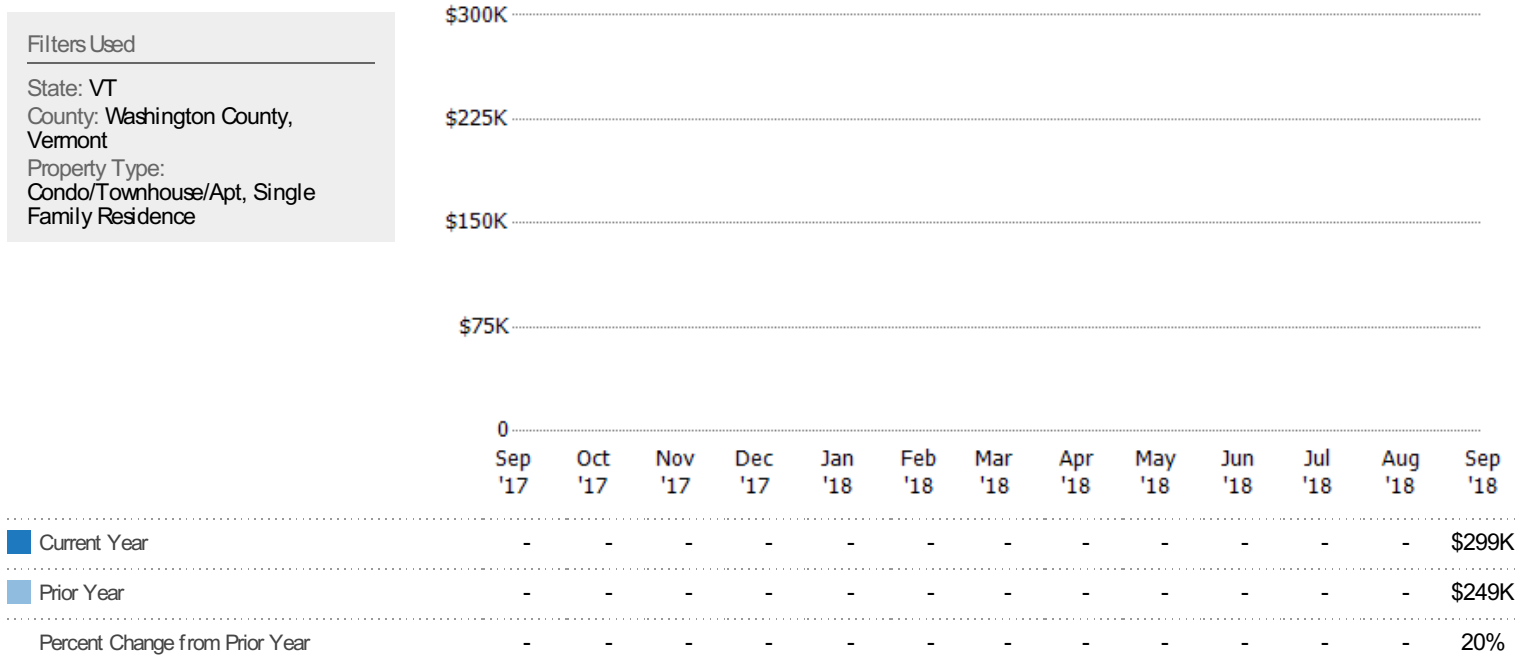 Filters Used
State: VT
County: Washington County,
Vermont
Property Type:
Condo/Townhouse/Apt, Single
Family Residence
$300K
$225K
$150K
$75K
0
Sep Oct Nov Dec Jan Feb Mar Apr May Jun Jul Aug Sep
'17 '17 '17 '17 '18 '18 '18 '18 '18 '18 '18 '18 '18
Current Year - - - - - - - - - - - - $299K
Prior Year - - - - - - - - - - - - $249K
Percent Change from Prior Year - - - - - - - - - - - - 20%